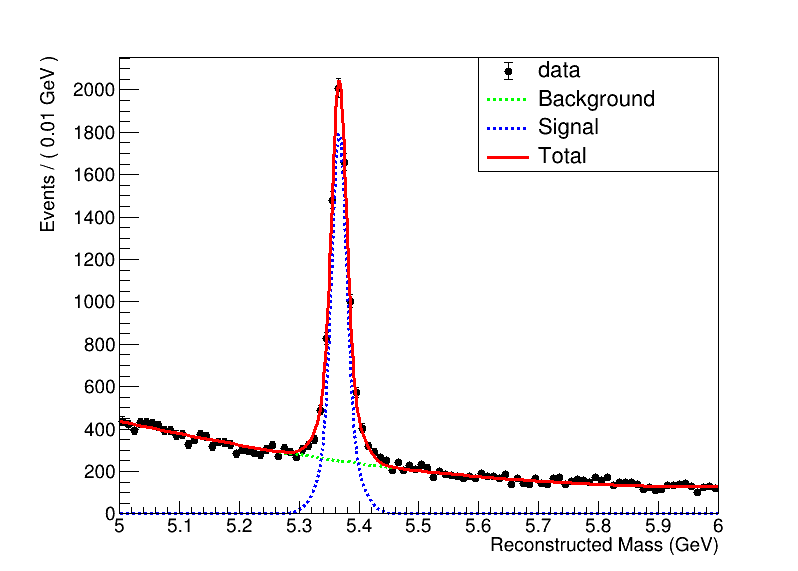 Events / ( 0.01 GeV )
2000
1800
1600
1400
1200
1000
800
600
400
200
0
data
Background
Signal
Total
5 5.1 5.2 5.3 5.4 5.5 5.6 5.7 5.8 5.9 6
Reconstructed Mass (GeV)